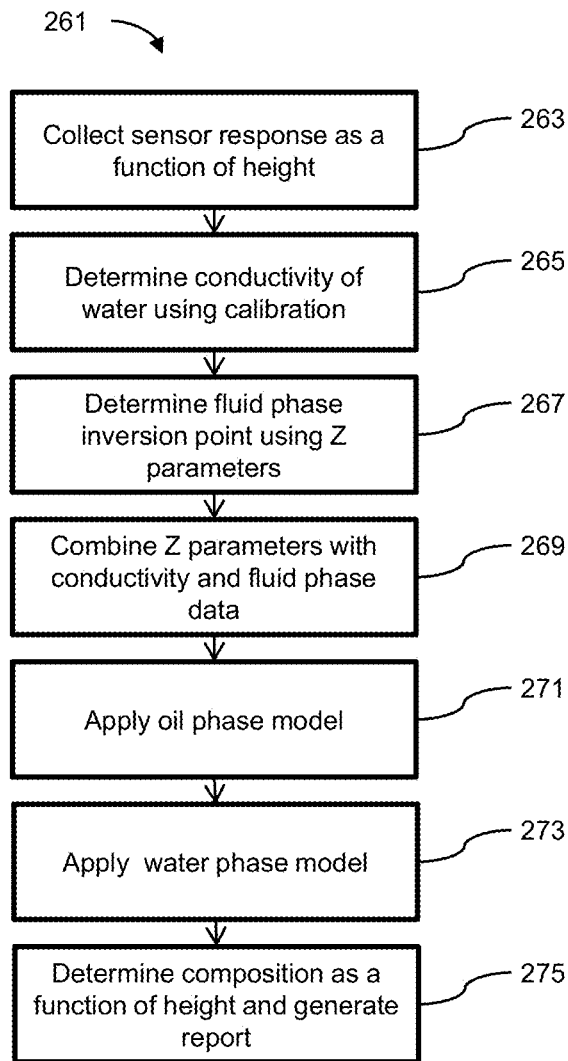 261
Collect sensor response as a
function of height
263
Determine conductivity of
water using calibration
265
Determine fluid phase
inversion point using Z
parameters
267
Combine Z parameters with
conductivity and fluid phase
data
269
Apply oil phase model
271
Apply water phase model
273
Determine composition as a
function of height and generate
report
275